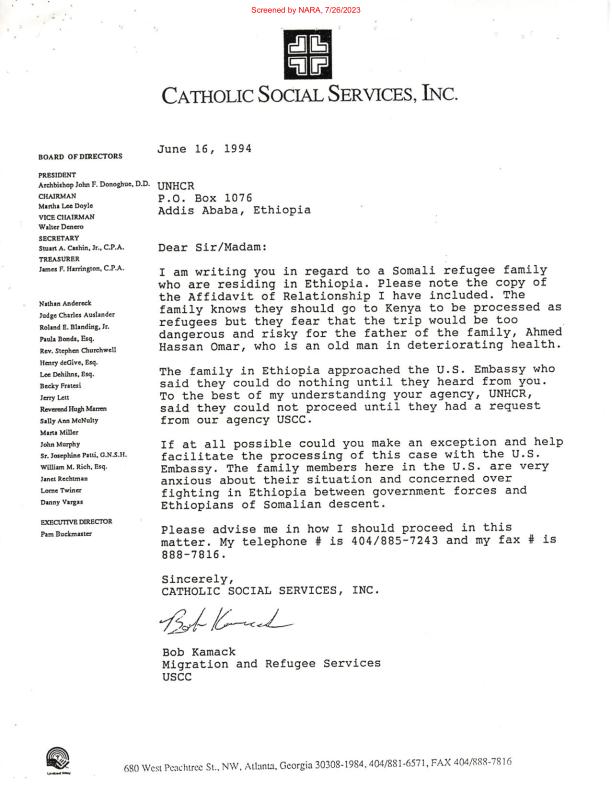 Screened by NARA, 7/26/2023
CATHOLIC SOCIAL SERVICES, INC.
June 16, 1994
BOARD OF DIRECTORS
PRESIDENT
Archbishop John F. Donoghue, D.D.
CHAIRMAN
Martha Lee Doyle
VICE CHAIRMAN
Walter Denero
SECRETARY
Stuart A. Cashin, Jr., C.P.A.
TREASURER
James F. Harrington, C.P.A.
Nathan Andereck
Judge Charles Auslander
Roland E. Blanding, Jr.
Paula Bonds, Esq.
Rev. Stephen Churchwell
Henry deGive, Esq.
Lee Dehihns, Esq.
Becky Fratesi
Jerry Lett
Reverend Hugh Marren
Sally Ann McNulty
Marta Miller
John Murphy
Sr. Josephine Patti, G.N.S.H.
William M. Rich, Esq.
Janet Rechtman
Lorne Twiner
Danny Vargas
EXECUTIVE DIRECTOR
Pam Buckmaster
UNHCR
P.O. Box 1076
Addis Ababa, Ethiopia
Dear Sir/Madam:
I am writing you in regard to a Somali refugee family
who are residing in Ethiopia. Please note the copy of
the Affidavit of Relationship I have included. The
family knows they should go to Kenya to be processed as
refugees but they fear that the trip would be too
dangerous and risky for the father of the family, Ahmed
Hassan Omar, who is an old man in deteriorating health.
The family in Ethiopia approached the U.S. Embassy who
said they could do nothing until they heard from you.
To the best of my understanding your agency, UNHCR,
said they could not proceed until they had a request
from our agency USCC.
If at all possible could you make an exception and help
facilitate the processing of this case with the U.S.
Embassy. The family members here in the U.S. are very
anxious about their situation and concerned over
fighting in Ethiopia between government forces and
Ethiopians of Somalian descent.
Please advise me in how I should proceed in this
matter. My telephone # is 404/885-7243 and my fax # is
888-7816.
Sincerely,
CATHOLIC SOCIAL SERVICES, INC.
Bob Kamack
Bob Kamack
Migration and Refugee Services
USCC
680 West Peachtree St., NW, Atlanta, Georgia 30308-1984, 404/881-6571, FAX 404/888-7816